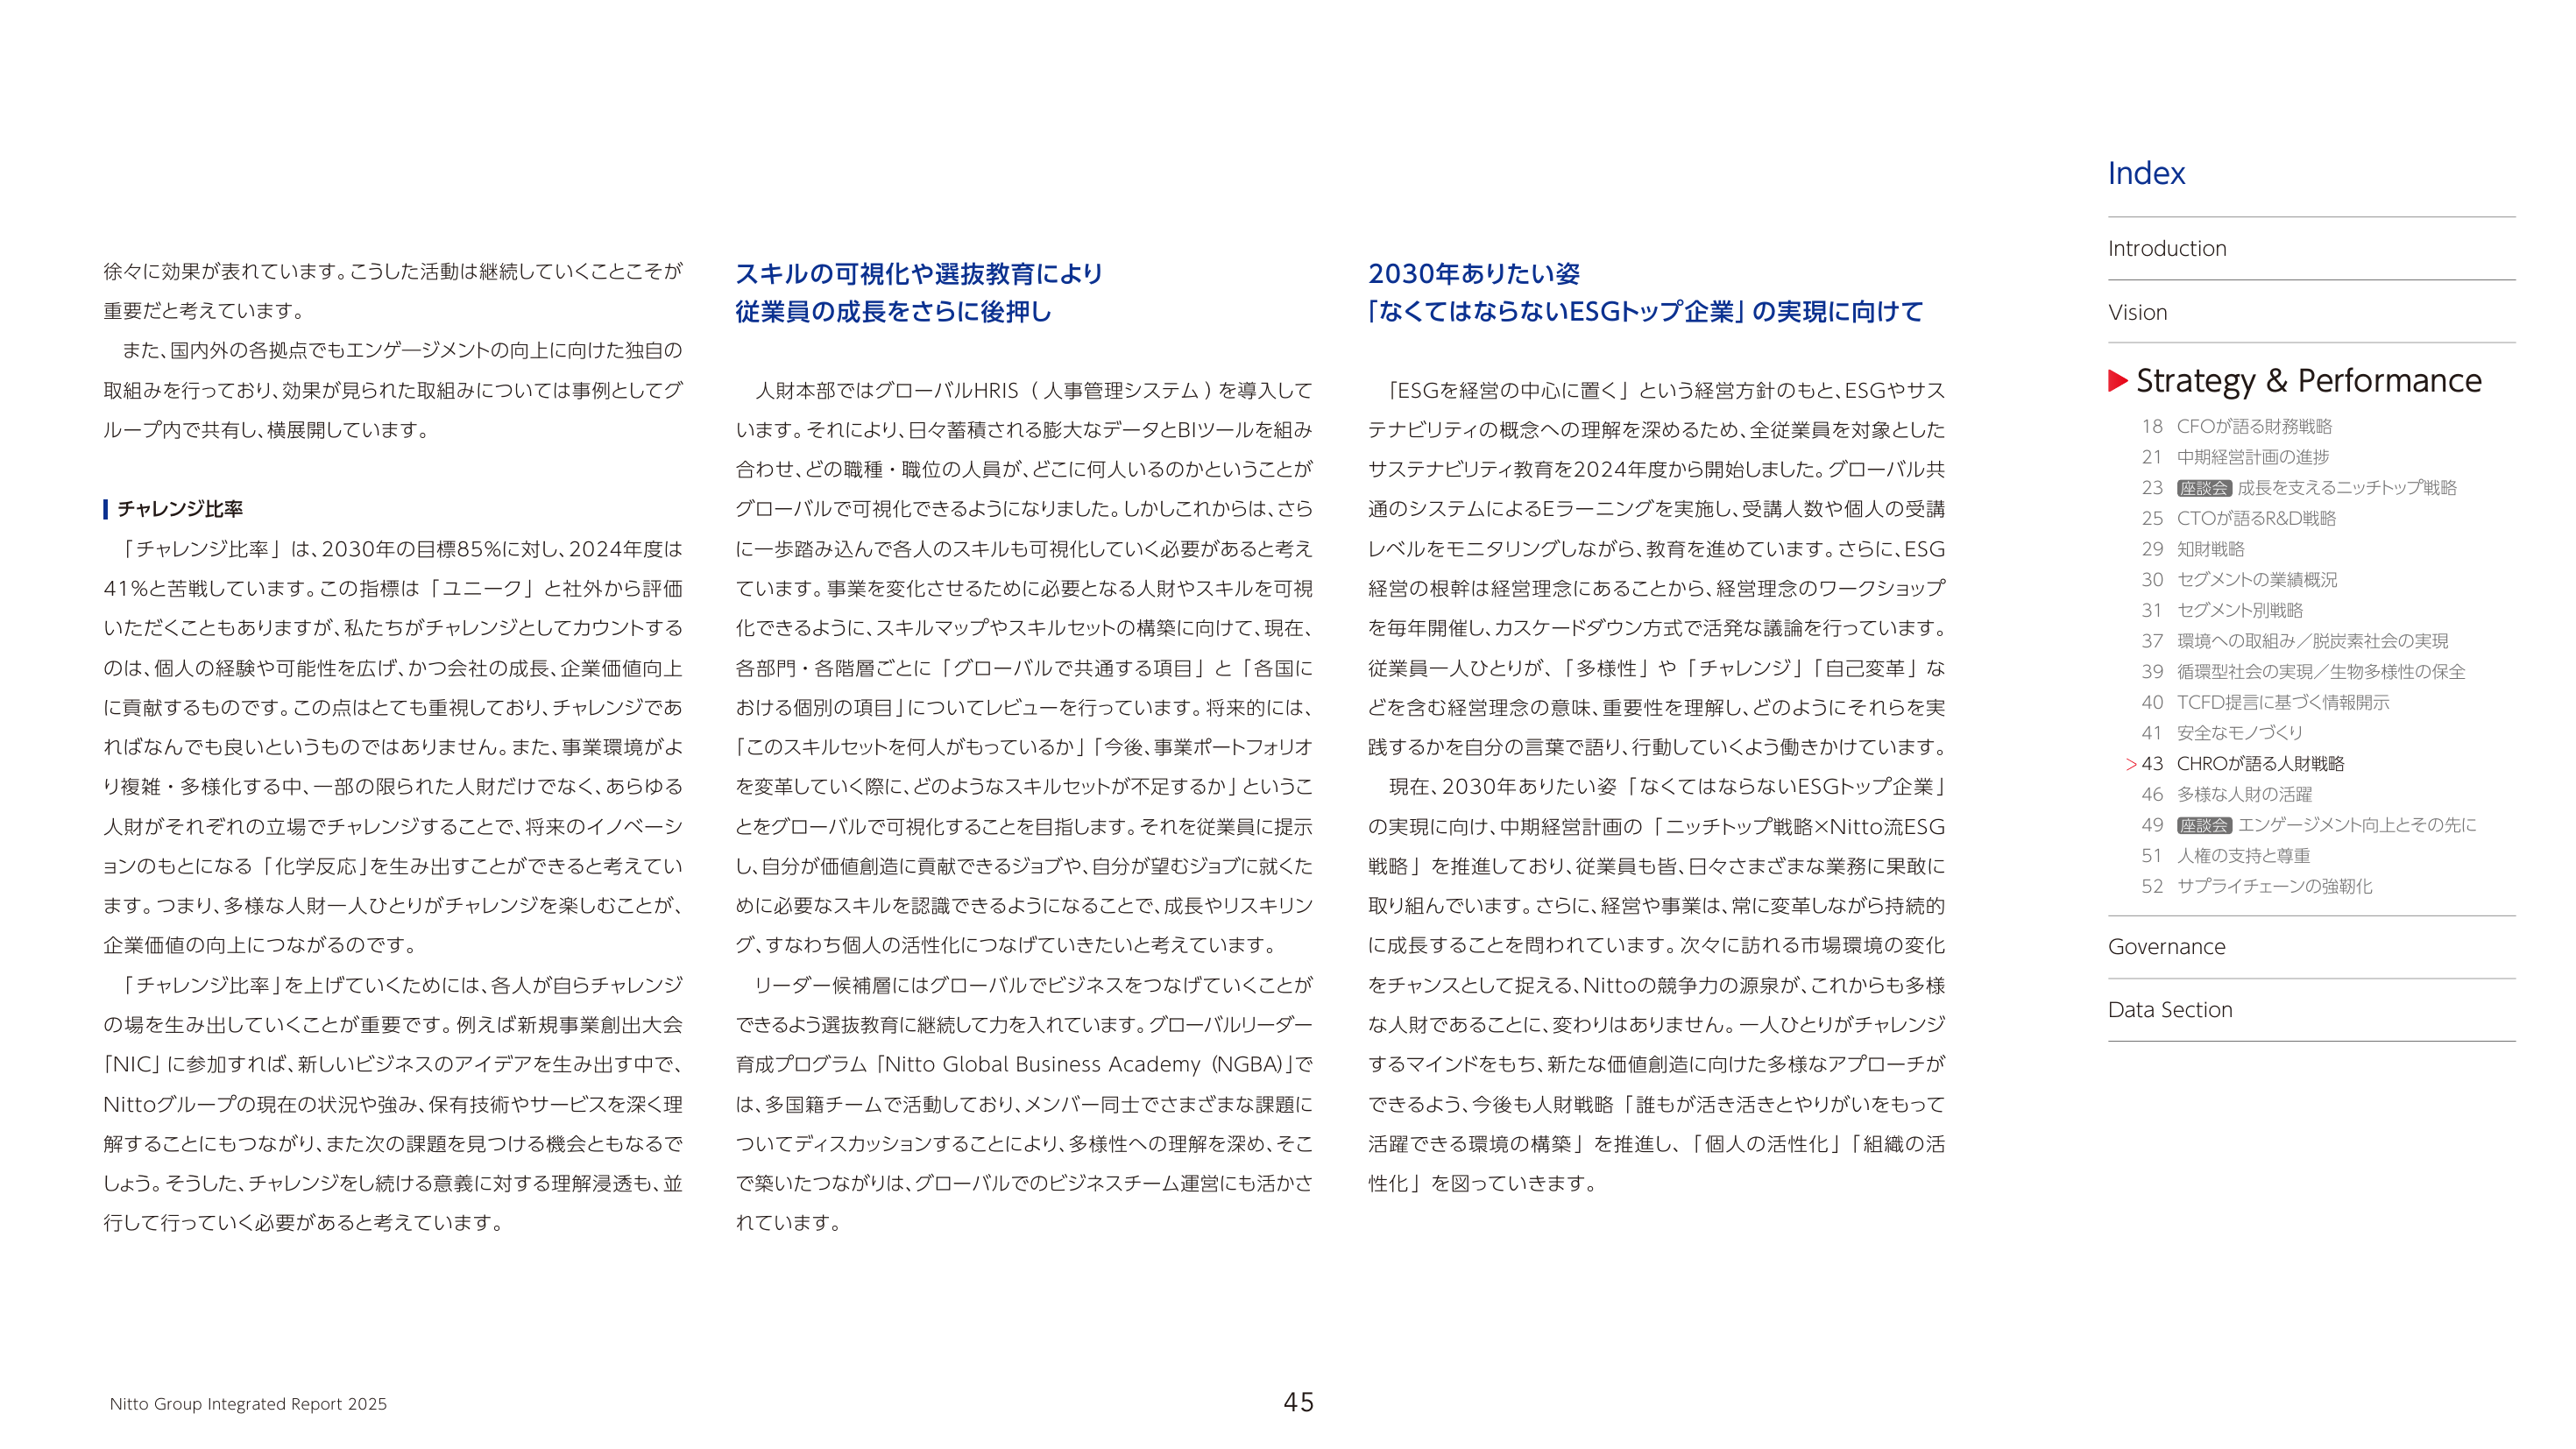 徐々に効果が表れています。こうした活動は継続していくことこそが
重要だと考えています。
また、国内外の各拠点でもエンゲージメントの向上に向けた独自の
取組みを行っており、効果が見られた取組みについては事例としてグ
ループ内で共有し、横展開しています。
チャレンジ比率
「チャレンジ比率」は、2030年の目標85%に対し、2024年度は
41%と苦戦しています。この指標は「ユニーク」と社外から評価
いただくこともありますが、私たちがチャレンジとしてカウントする
のは、個人の経験や可能性を広げ、かつ会社の成長、企業価値向上
に貢献するものです。この点はとても重視しており、チャレンジであ
ればなんでも良いというものではありません。また、事業環境がよ
り複雑・多様化する中、一部の限られた人財だけでなく、あらゆる
人財がそれぞれの立場でチャレンジすることで、将来のイノベーシ
ョンのもとになる「化学反応」を生み出すことができると考えてい
ます。つまり、多様な人財一人ひとりがチャレンジを楽しむことが、
企業価値の向上につながるのです。
「チャレンジ比率」を上げていくためには、各人が自らチャレンジ
の場を生み出していくことが重要です。例えば新規事業創出大会
「NIC」に参加すれば、新しいビジネスのアイデアを生み出す中で、
Nittoグループの現在の状況や強み、保有技術やサービスを深く理
解することにもつながり、また次の課題を見つける機会ともなるで
しょう。そうした、チャレンジをし続ける意義に対する理解浸透も、並
行して行っていく必要があると考えています。
スキルの可視化や選抜教育により
従業員の成長をさらに後押し
人財本部ではグローバルHRIS(人事管理システム)を導入して
います。それにより、日々蓄積される膨大なデータとBIツールを組み
合わせ、どの職種・職位の人員が、どこに何人いるのかということが
グローバルで可視化できるようになりました。しかしこれからは、さら
に一歩踏み込んで各人のスキルも可視化していく必要があると考え
ています。事業を変化させるために必要となる人財やスキルを可視
化できるように、スキルマップやスキルセットの構築に向けて、現在、
各部門・各階層ごとに「グローバルで共通する項目」と「各国に
おける個別の項目」についてレビューを行っています。将来的には、
「このスキルセットを何人がもっているか」「今後、事業ポートフォリオ
を変革していく際に、どのようなスキルセットが不足するか」というこ
とをグローバルで可視化することを目指します。それを従業員に提示
し、自分が価値創造に貢献できるジョブや、自分が望むジョブに就くた
めに必要なスキルを認識できるようになることで、成長やリスキリン
グ、すなわち個人の活性化につなげていきたいと考えています。
リーダー候補層にはグローバルでビジネスをつなげていくことが
できるよう選抜教育に継続して力を入れています。グローバルリーダー
育成プログラム「Nitto Global Business Academy (NGBA)」で
は、多国籍チームで活動しており、メンバー同士でさまざまな課題に
ついてディスカッションすることにより、多様性への理解を深め、そこ
で築いたつながりは、グローバルでのビジネスチーム運営にも活かさ
れています。
2030年ありたい姿
「なくてはならないESGトップ企業」の実現に向けて
「ESGを経営の中心に置く」という経営方針のもと、ESGやサス
テナビリティの概念への理解を深めるため、全従業員を対象とした
サステナビリティ教育を2024年度から開始しました。グローバル共
通のシステムによるEラーニングを実施し、受講人数や個人の受講
レベルをモニタリングしながら、教育を進めています。さらに、ESG
経営の根幹は経営理念にあることから、経営理念のワークショップ
を毎年開催し、カスケードダウン方式で活発な議論を行っています。
従業員一人ひとりが、「多様性」や「チャレンジ」「自己変革」な
どを含む経営理念の意味、重要性を理解し、どのようにそれらを実
践するかを自分の言葉で語り、行動していくよう働きかけています。
現在、2030年ありたい姿「なくてはならないESGトップ企業」
の実現に向け、中期経営計画の「ニッチトップ戦略×Nitto流ESG
戦略」を推進しており、従業員も皆、日々さまざまな業務に果敢に
取り組んでいます。さらに、経営や事業は、常に変革しながら持続的
に成長することを問われています。次々に訪れる市場環境の変化
をチャンスとして捉える、Nittoの競争力の源泉が、これからも多様
な人財であることに、変わりはありません。一人ひとりがチャレンジ
するマインドをもち、新たな価値創造に向けた多様なアプローチが
できるよう、今後も人財戦略「誰もが活き活きとやりがいをもって
活躍できる環境の構築」を推進し、「個人の活性化」「組織の活
性化」を図っていきます。
Index
Introduction
Vision
Strategy & Performance
18 CFOが語る財務戦略
21 中期経営計画の進捗
23 座談会 成長を支えるニッチトップ戦略
25 CTOが語るR&D戦略
29 知財戦略
30 セグメントの業績概況
31 セグメント別戦略
37 環境への取組み/脱炭素社会の実現
39 循環型社会の実現/生物多様性の保全
40 TCFD提言に基づく情報開示
41 安全なモノづくり
>43 CHROが語る人財戦略
46 多様な人財の活躍
49 座談会 エンゲージメント向上とその先に
51 人権の支持と尊重
52 サプライチェーンの強靭化
Governance
Data Section
Nitto Group Integrated Report 2025
45